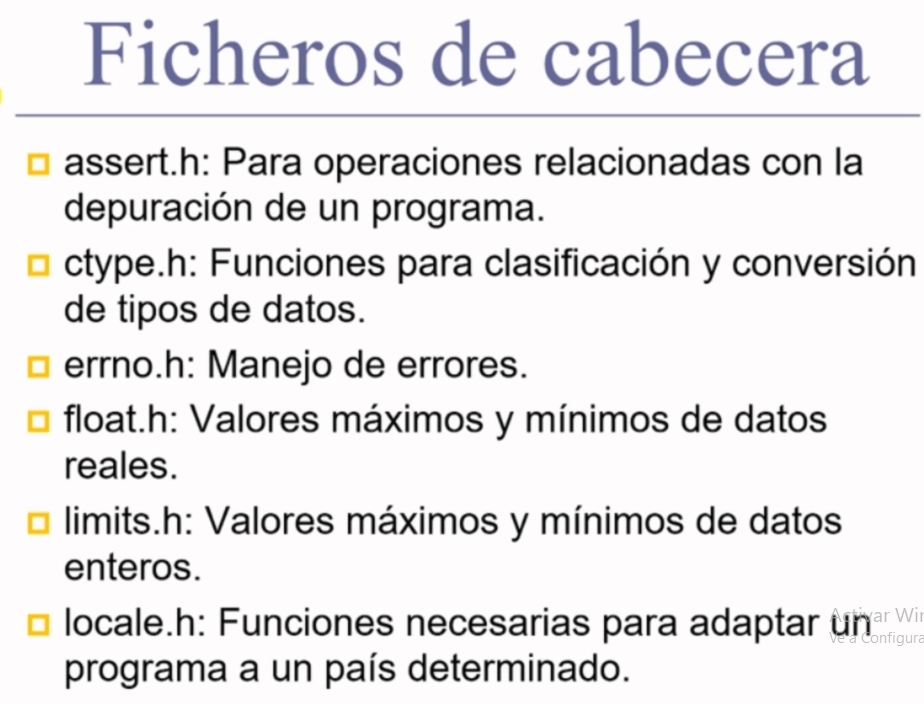 Ficheros de cabecera
assert.h: Para operaciones relacionadas con la
depuración de un programa.
ctype.h: Funciones para clasificación y conversión
de tipos de datos.
errno.h: Manejo de errores.
float.h: Valores máximos y mínimos de datos
reales.
limits.h: Valores máximos y mínimos de datos
enteros.
locale.h: Funciones necesarias para adaptar un
programa a un país determinado.
Activar Win
Ve a Configura